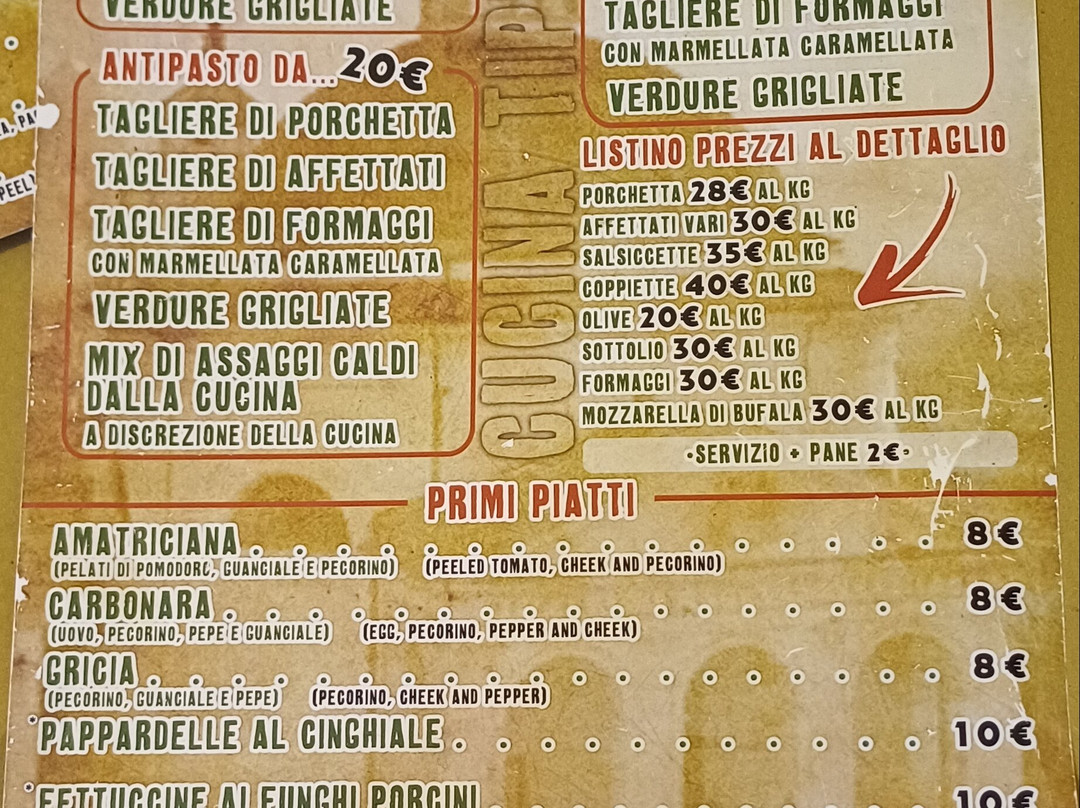 VERDURE GRIGLIATE
ANTIPASTO DA... 20€
TAGLIERE DI PORCHETTA
TAGLIERE DI AFFETTATI
TAGLIERE DI FORMAGGI
CON MARMELLATA CARAMELLATA
VERDURE GRIGLIATE
MIX DI ASSAGGI CALDI
DALLA CUCINA
A DISCREZIONE DELLA CUCINA
CUCINA TIP
TAGLIERE DI FORMAGGI
CON MARMELLATA CARAMELLATA
VERDURE GRIGLIATE
LISTINO PREZZI AL DETTAGLIO
PORCHETTA 28€ AL KG
AFFETTATI VARI 30€ AL KG
SALSICCETTE 35€ AL KG
COPPIETTE 40€ AL KG
OLIVE 20€ AL KG
SOTTOLIO 30€ AL KG
FORMAGGI 30€ AL KG
MOZZARELLA DI BUFALA 30€ AL KG
•SERVIZIO + PANE 2€•
PRIMI PIATTI
AMATRICIANA 8€
(PELATI DI POMODORO, GUANCIALE E PECORINO) (PEELED TOMATO, CHEEK AND PECORINO)
CARBONARA 8€
(UOVO, PECORINO, PEPE E GUANCIALE) (EGG, PECORINO, PEPPER AND CHEEK)
GRICIA 8€
(PECORINO, GUANCIALE E PEPE) (PECORINO, CHEEK AND PEPPER)
*PAPPARDELLE AL CINGHIALE 10€
*FETTUCCINE AI FUNGHI PORCINI 10€